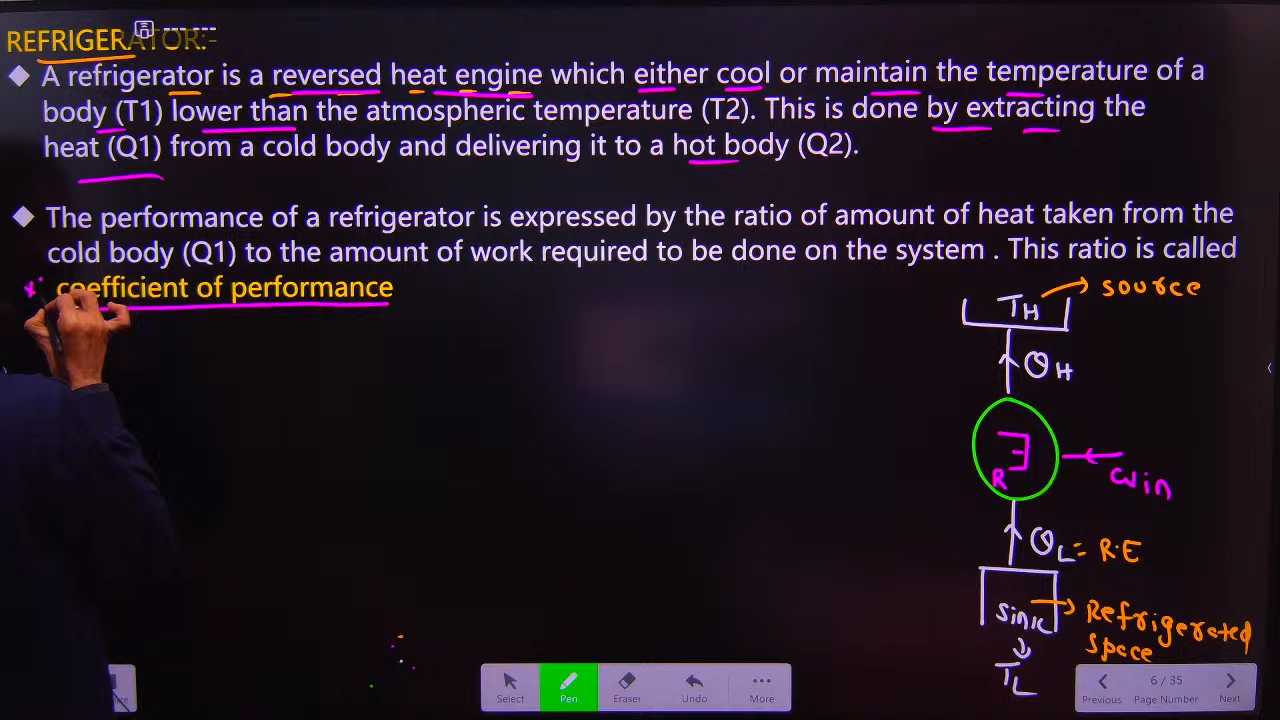 REFRIGERATOR:-
A refrigerator is a reversed heat engine which either cool or maintain the temperature of a
body (T1) lower than the atmospheric temperature (T2). This is done by extracting the
heat (Q1) from a cold body and delivering it to a hot body (Q2).
The performance of a refrigerator is expressed by the ratio of amount of heat taken from the
cold body (Q1) to the amount of work required to be done on the system . This ratio is called
coefficient of performance
TH → source
QH
E
R
Win
QL = R.E
Sink → Refrigerated
space
TL
Select
Pen
Eraser
Undo
More
Previous
6 / 35
Page Number
Next